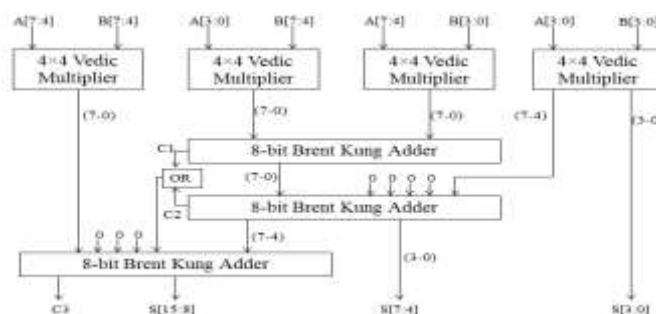 A[7:4] B[7:4] A[3:0] B[7:4] A[7:4] B[3:0] A[3:0] B[3:0]
4×4 Vedic Multiplier
4×4 Vedic Multiplier
4×4 Vedic Multiplier
4×4 Vedic Multiplier
(7-0) (7-0) (7-0) (7-4) (3-0
C1
8-bit Brent Kung Adder
OR
(7-0)
0 0 0 0
C2
8-bit Brent Kung Adder
0 0 0
(7-4)
(3-0)
8-bit Brent Kung Adder
C3 S[15:8] S[7:4] S[3:0]